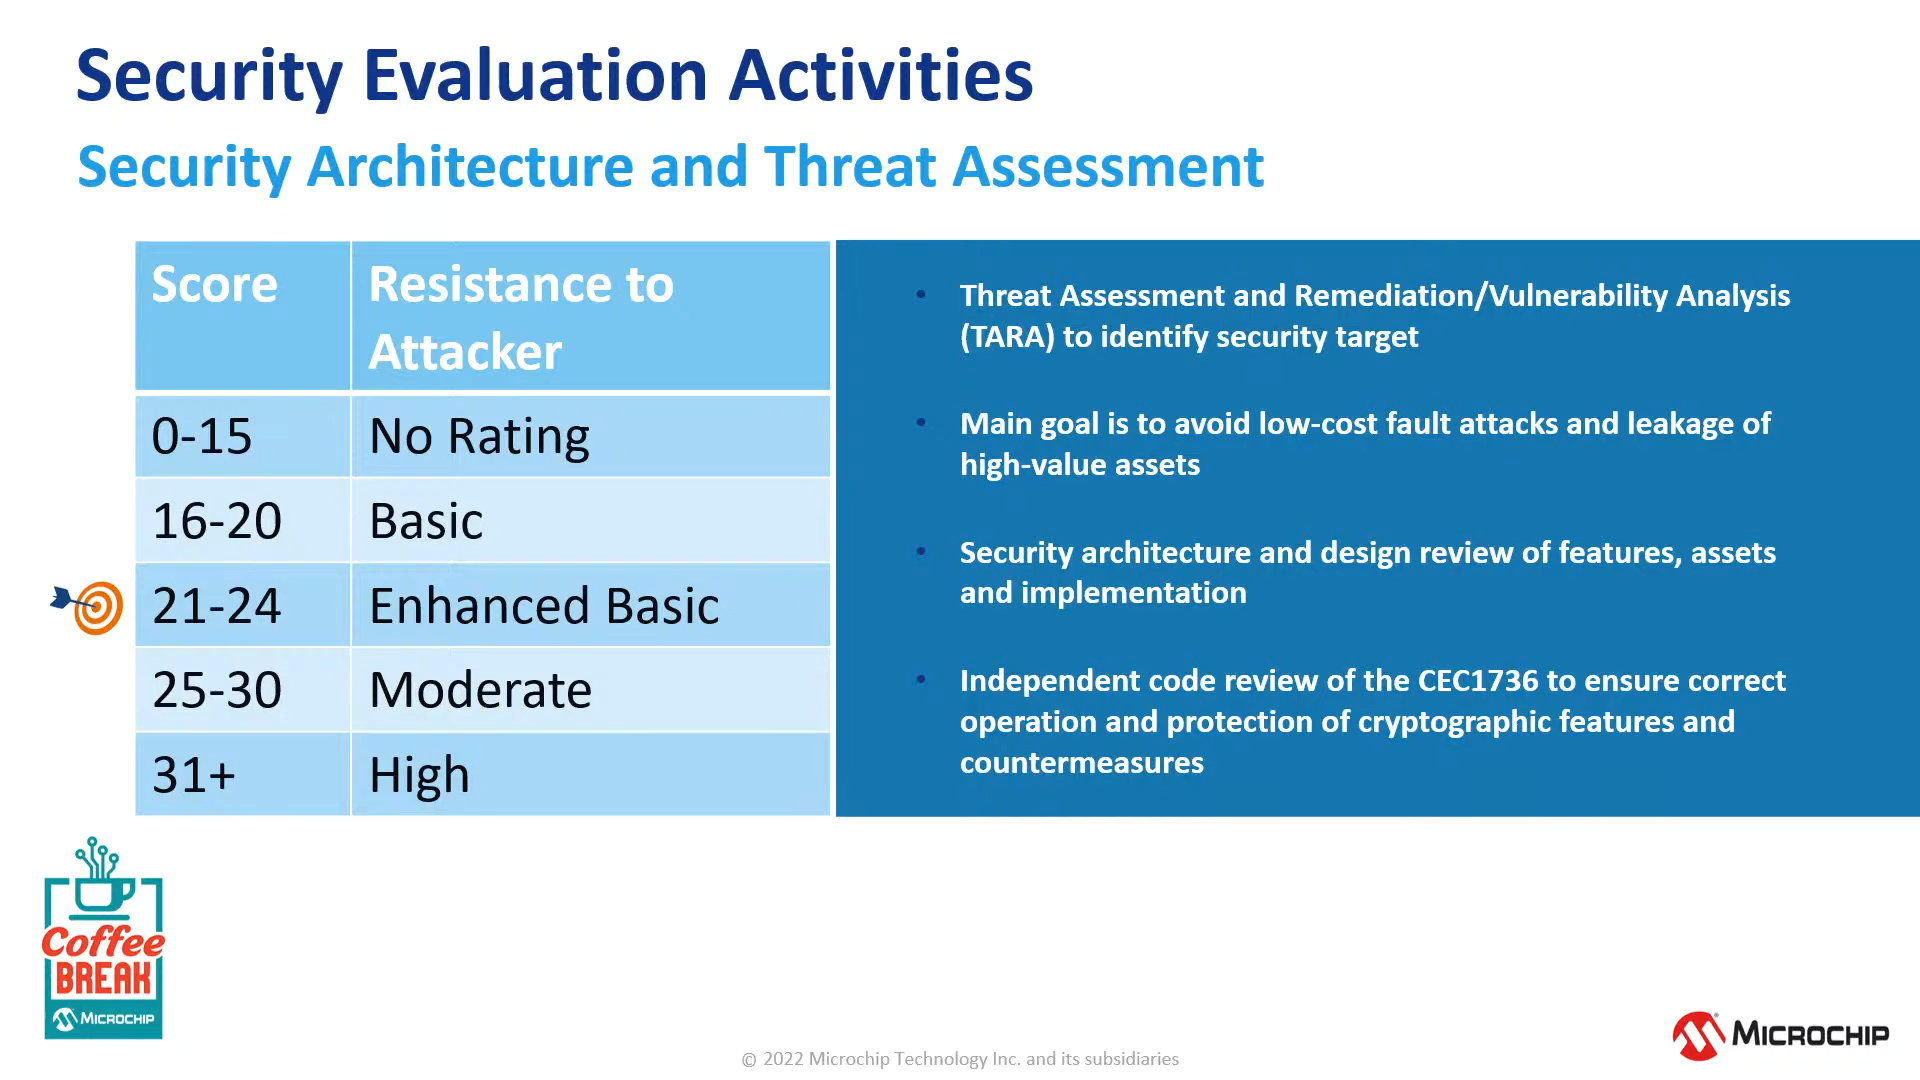 Security Evaluation Activities
Security Architecture and Threat Assessment
Score
Resistance to
Attacker
0-15
No Rating
16-20
Basic
21-24
Enhanced Basic
25-30
Moderate
31+
High
• Threat Assessment and Remediation/Vulnerability Analysis
(TARA) to identify security target
• Main goal is to avoid low-cost fault attacks and leakage of
high-value assets
• Security architecture and design review of features, assets
and implementation
• Independent code review of the CEC1736 to ensure correct
operation and protection of cryptographic features and
countermeasures
Coffee
BREAK
MICROCHIP
MICROCHIP
© 2022 Microchip Technology Inc. and its subsidiaries